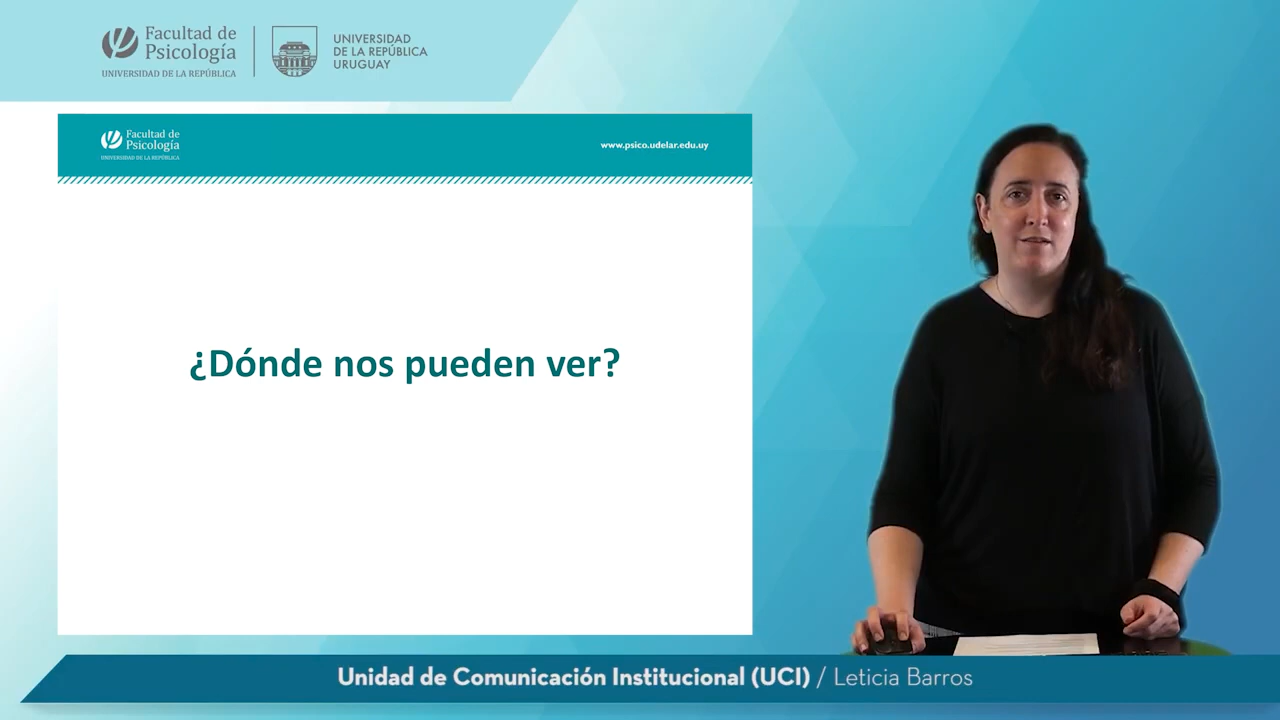 Facultad de
Psicología
UNIVERSIDAD DE LA REPÚBLICA
UNIVERSIDAD
DE LA REPÚBLICA
URUGUAY
Facultad de
Psicología
UNIVERSIDAD DE LA REPÚBLICA
www.psico.udelar.edu.uy
¿Dónde nos pueden ver?
Unidad de Comunicación Institucional (UCI) / Leticia Barros